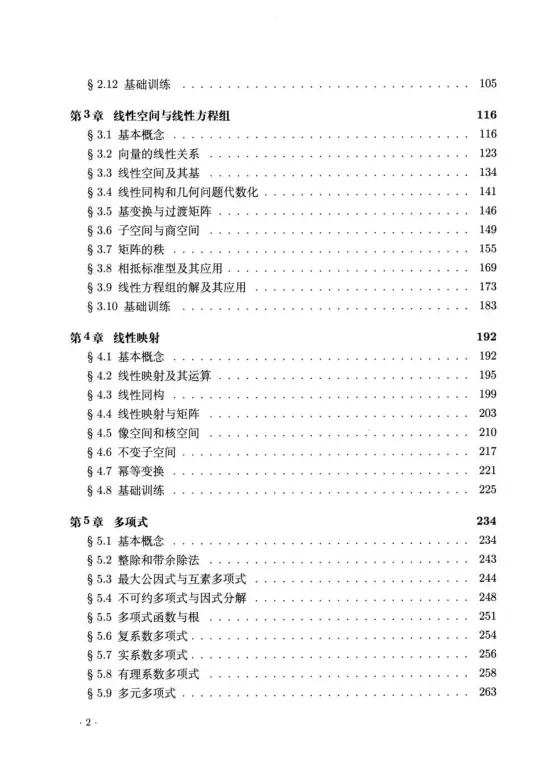 § 2.12 基础训练 . . . . . . . . . . . . . . . . . . . . . . . . . . . . . . . 105
第3章 线性空间与线性方程组 116
§ 3.1 基本概念 . . . . . . . . . . . . . . . . . . . . . . . . . . . . . . . 116
§ 3.2 向量的线性关系 . . . . . . . . . . . . . . . . . . . . . . . . . . . . 123
§ 3.3 线性空间及其基 . . . . . . . . . . . . . . . . . . . . . . . . . . . . 134
§ 3.4 线性同构和几何问题代数化 . . . . . . . . . . . . . . . . . . . . . . 141
§ 3.5 基变换与过渡矩阵 . . . . . . . . . . . . . . . . . . . . . . . . . . . 146
§ 3.6 子空间与商空间 . . . . . . . . . . . . . . . . . . . . . . . . . . . . 149
§ 3.7 矩阵的秩 . . . . . . . . . . . . . . . . . . . . . . . . . . . . . . . 155
§ 3.8 相抵标准型及其应用 . . . . . . . . . . . . . . . . . . . . . . . . . . 169
§ 3.9 线性方程组的解及其应用 . . . . . . . . . . . . . . . . . . . . . . . 173
§ 3.10 基础训练 . . . . . . . . . . . . . . . . . . . . . . . . . . . . . . . 183
第4章 线性映射 192
§ 4.1 基本概念 . . . . . . . . . . . . . . . . . . . . . . . . . . . . . . . 192
§ 4.2 线性映射及其运算 . . . . . . . . . . . . . . . . . . . . . . . . . . . 195
§ 4.3 线性同构 . . . . . . . . . . . . . . . . . . . . . . . . . . . . . . . 199
§ 4.4 线性映射与矩阵 . . . . . . . . . . . . . . . . . . . . . . . . . . . . 203
§ 4.5 像空间和核空间 . . . . . . . . . . . . . . . . . . . . . . . . . . . . 210
§ 4.6 不变子空间 . . . . . . . . . . . . . . . . . . . . . . . . . . . . . . 217
§ 4.7 幂等变换 . . . . . . . . . . . . . . . . . . . . . . . . . . . . . . . 221
§ 4.8 基础训练 . . . . . . . . . . . . . . . . . . . . . . . . . . . . . . . 225
第5章 多项式 234
§ 5.1 基本概念 . . . . . . . . . . . . . . . . . . . . . . . . . . . . . . . 234
§ 5.2 整除和带余除法 . . . . . . . . . . . . . . . . . . . . . . . . . . . . 243
§ 5.3 最大公因式与互素多项式 . . . . . . . . . . . . . . . . . . . . . . . 244
§ 5.4 不可约多项式与因式分解 . . . . . . . . . . . . . . . . . . . . . . . 248
§ 5.5 多项式函数与根 . . . . . . . . . . . . . . . . . . . . . . . . . . . . 251
§ 5.6 复系数多项式 . . . . . . . . . . . . . . . . . . . . . . . . . . . . . 254
§ 5.7 实系数多项式 . . . . . . . . . . . . . . . . . . . . . . . . . . . . . 256
§ 5.8 有理系数多项式 . . . . . . . . . . . . . . . . . . . . . . . . . . . . 258
§ 5.9 多元多项式 . . . . . . . . . . . . . . . . . . . . . . . . . . . . . . 263
· 2 ·